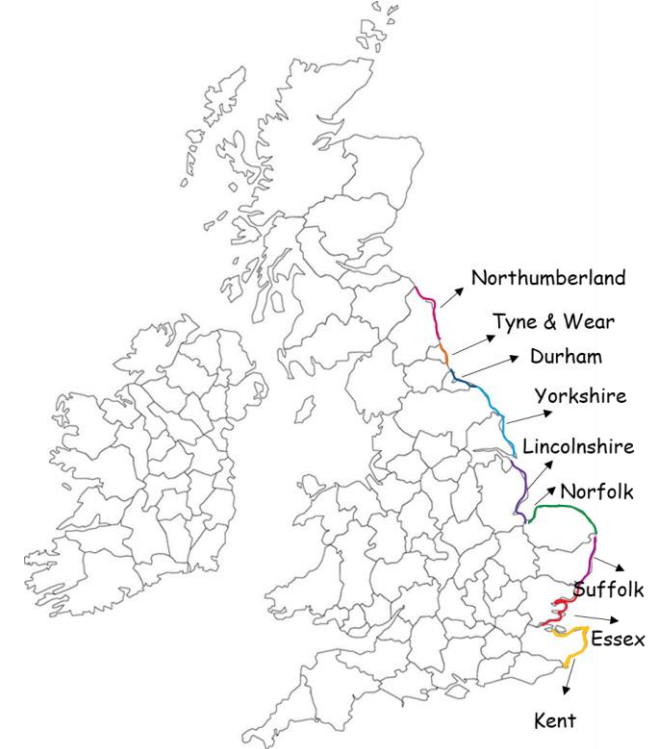 Northumberland
Tyne & Wear
Durham
Yorkshire
Lincolnshire
Norfolk
Suffolk
Essex
Kent